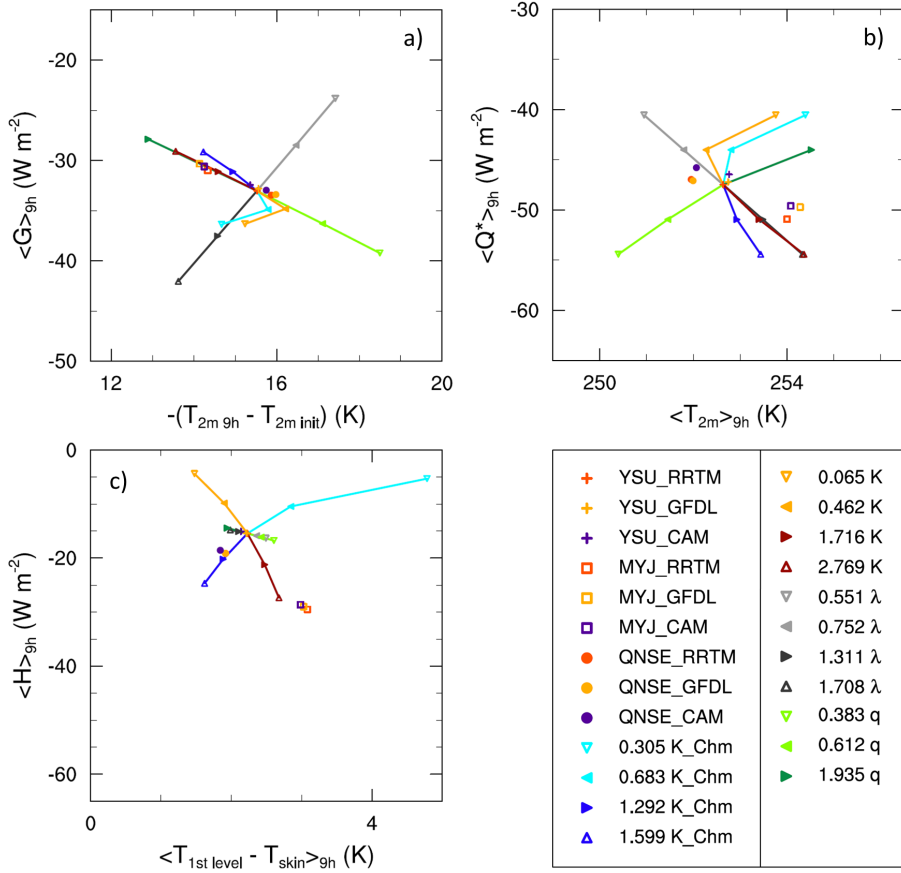 a)
-20
-30
-40
-50
12
16
20
<G>9h (W m-2)
-(T2m 9h - T2m init) (K)
b)
-30
-40
-50
-60
250
254
<Q*>9h (W m-2)
<T2m>9h (K)
c)
0
-20
-40
-60
0
4
<H>9h (W m-2)
<T1st level - Tskin>9h (K)
YSU_RRTM
YSU_GFDL
YSU_CAM
MYJ_RRTM
MYJ_GFDL
MYJ_CAM
QNSE_RRTM
QNSE_GFDL
QNSE_CAM
0.305 K_Chm
0.683 K_Chm
1.292 K_Chm
1.599 K_Chm
0.065 K
0.462 K
1.716 K
2.769 K
0.551 λ
0.752 λ
1.311 λ
1.708 λ
0.383 q
0.612 q
1.935 q